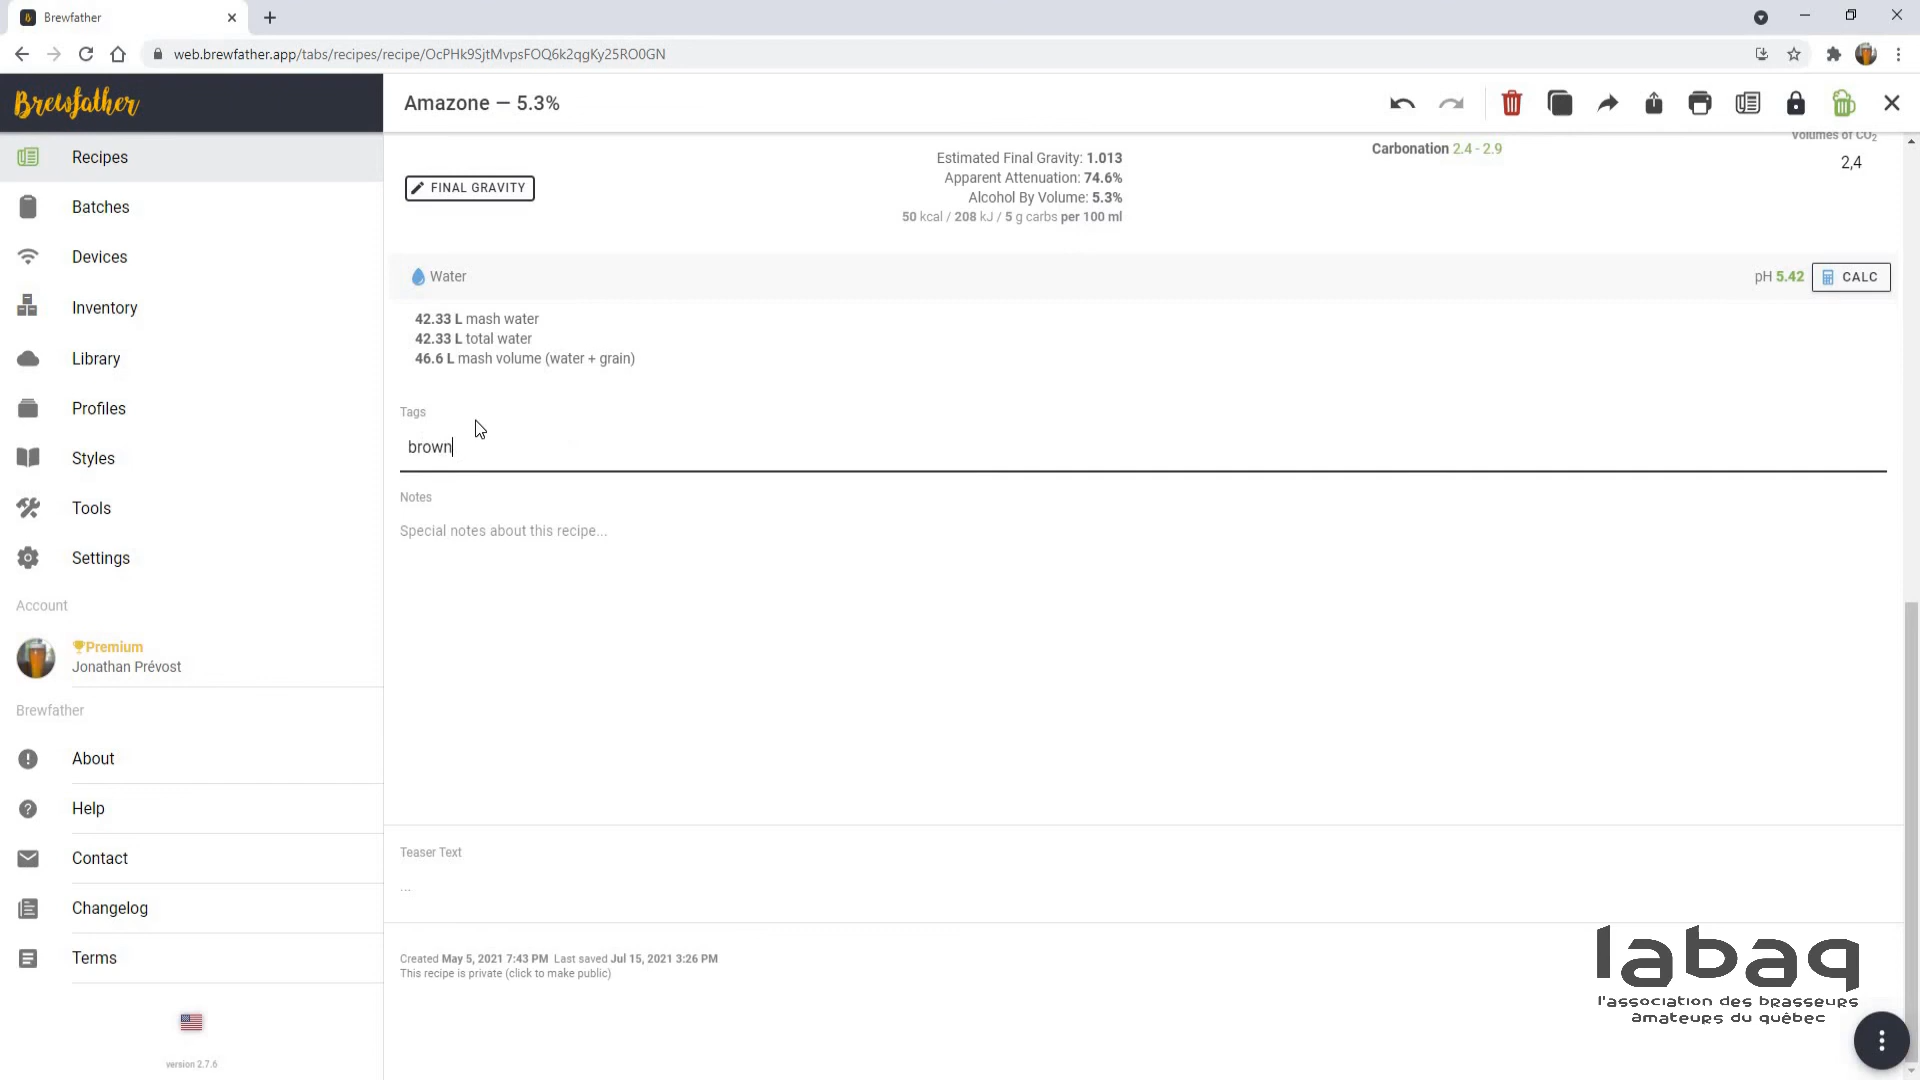 Brewfather
web.brewfather.app/tabs/recipes/recipe/OcPHk9SjtMvpsFOQ6k2qgKy25RO0GN
Brewfather
Amazone — 5.3%
Recipes
Batches
Devices
Inventory
Library
Profiles
Styles
Tools
Settings
Account
Premium
Jonathan Prévost
Brewfather
About
Help
Contact
Changelog
Terms
version 2.7.6
FINAL GRAVITY
Estimated Final Gravity: 1.013
Apparent Attenuation: 74.6%
Alcohol By Volume: 5.3%
50 kcal / 208 kJ / 5 g carbs per 100 ml
Carbonation 2.4 - 2.9
Volumes of CO2
2,4
Water
pH 5.42
CALC
42.33 L mash water
42.33 L total water
46.6 L mash volume (water + grain)
Tags
brown
Notes
Special notes about this recipe...
Teaser Text
...
Created May 5, 2021 7:43 PM Last saved Jul 15, 2021 3:26 PM
This recipe is private (click to make public)
labaq
l'association des brasseurs
amateurs du québec